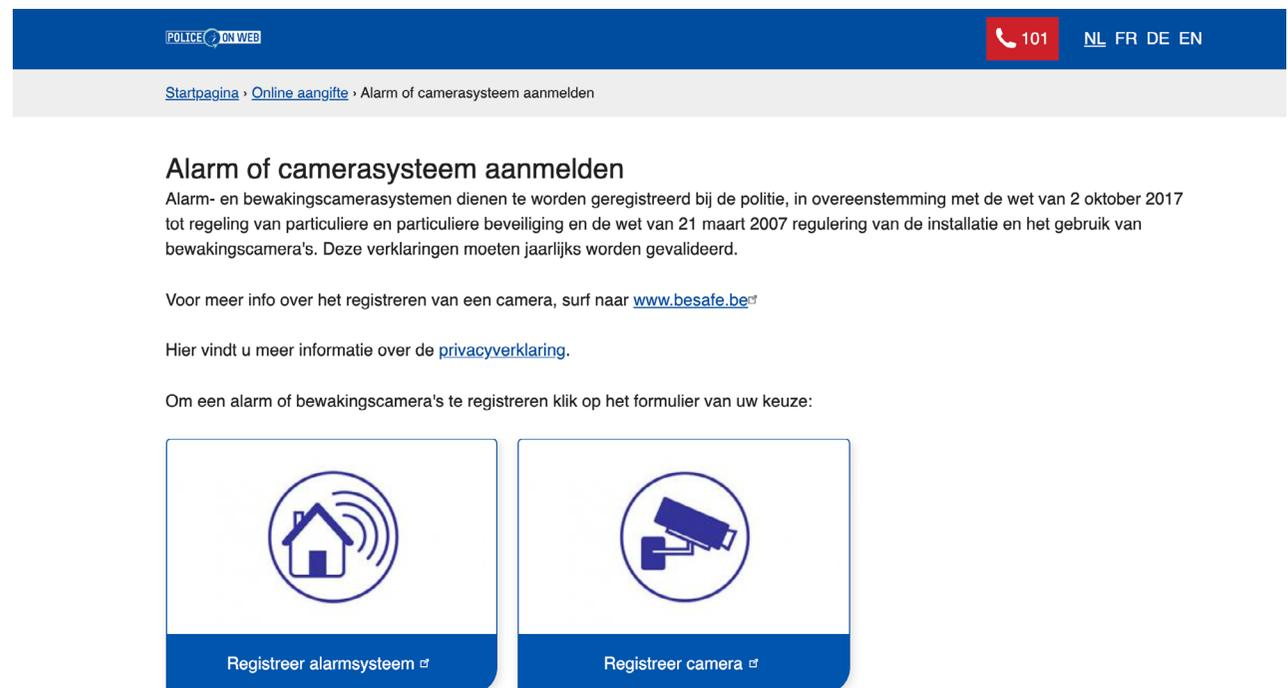 POLICE ON WEB
101
NL FR DE EN
Startpagina › Online aangifte › Alarm of camerasysteem aanmelden
Alarm of camerasysteem aanmelden
Alarm- en bewakingscamerasystemen dienen te worden geregistreerd bij de politie, in overeenstemming met de wet van 2 oktober 2017
tot regeling van particuliere en particuliere beveiliging en de wet van 21 maart 2007 regulering van de installatie en het gebruik van
bewakingscamera's. Deze verklaringen moeten jaarlijks worden gevalideerd.
Voor meer info over het registreren van een camera, surf naar www.besafe.be
Hier vindt u meer informatie over de privacyverklaring.
Om een alarm of bewakingscamera's te registreren klik op het formulier van uw keuze:
Registreer alarmsysteem
Registreer camera